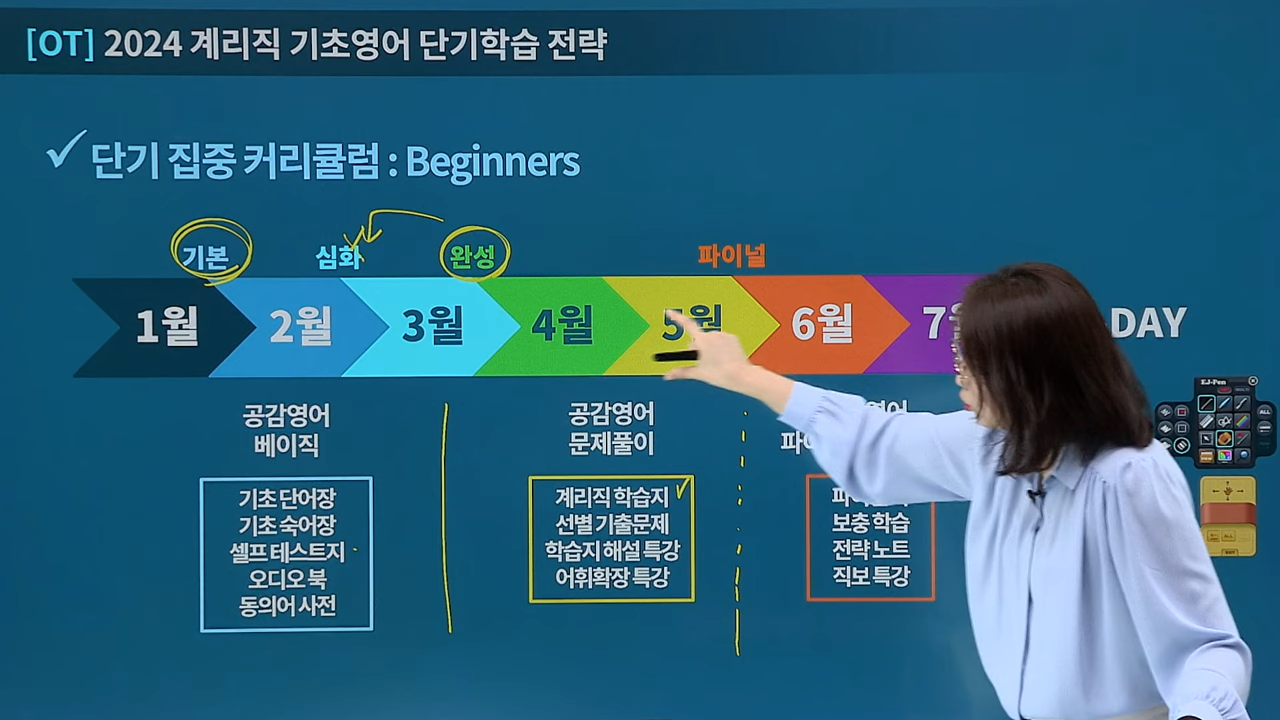 [OT] 2024 계리직 기초영어 단기학습 전략
단기 집중 커리큘럼 : Beginners
기본 심화 완성 파이널
1월 2월 3월 4월 5월 6월 DAY
공감영어
베이직
기초 단어장
기초 숙어장
셀프 테스트지
오디오 북
동의어 사전
공감영어
문제풀이
계리직 학습지
선별 기출문제
학습지 해설 특강
어휘확장 특강
보충 학습
전략 노트
직보 특강
EJ-Pen